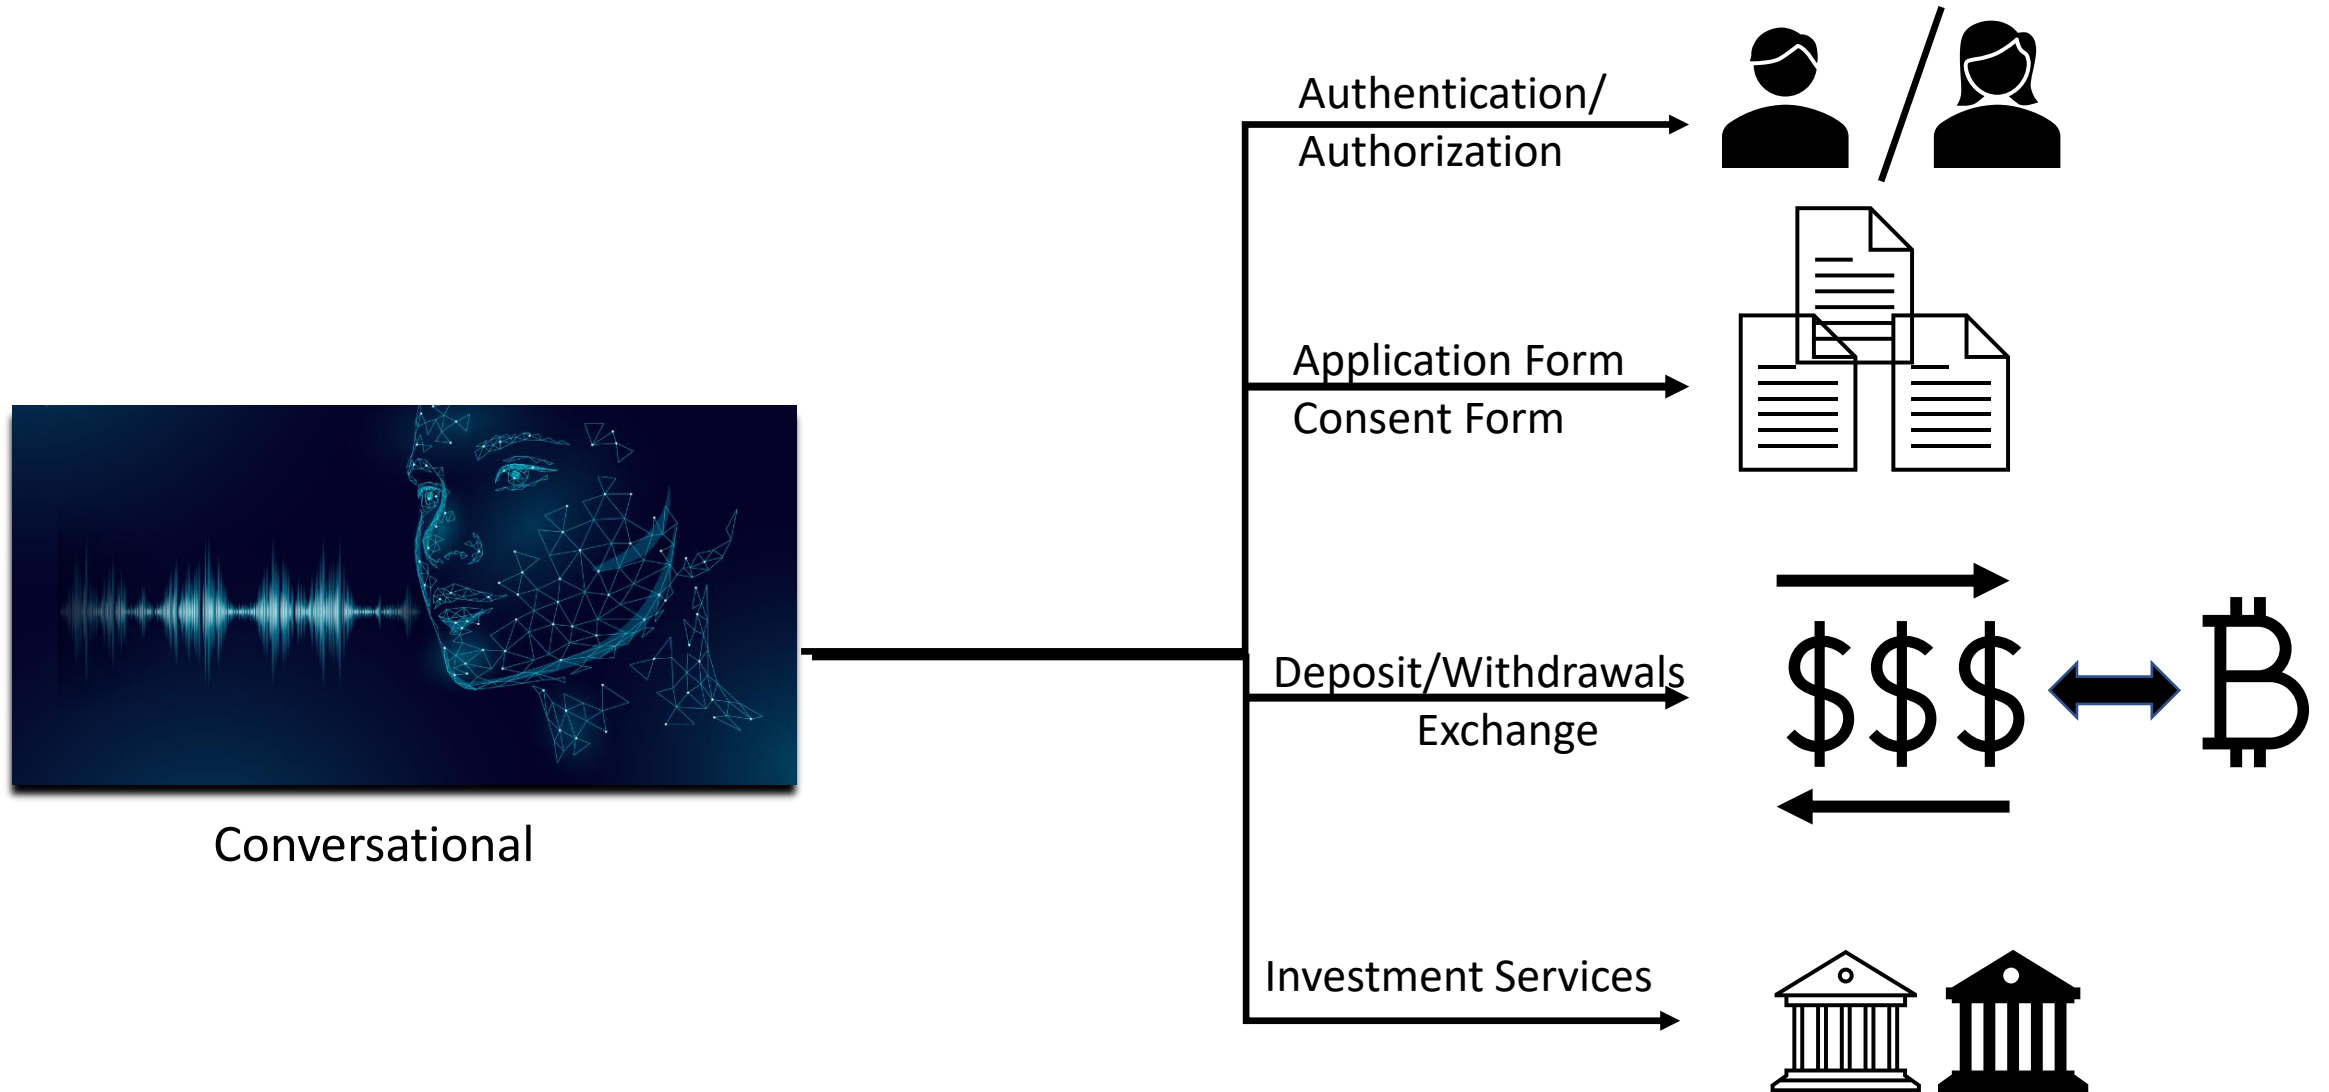 Authentication/
Authorization
Application Form
Consent Form
Deposit/Withdrawals
Exchange
Conversational
Investment Services